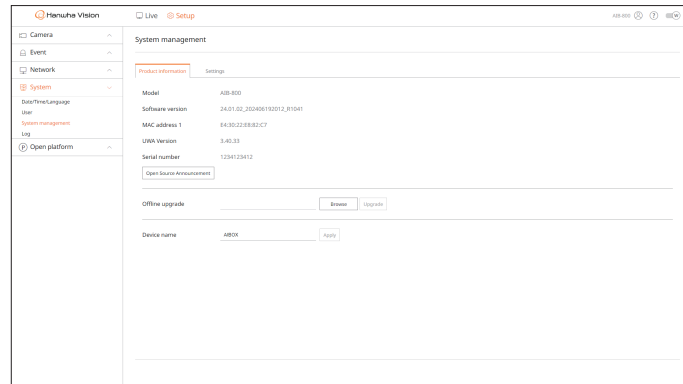 Hanwha Vision
Live
Setup
AIB-800
?
W
Camera
Event
Network
System
Date/Time/Language
User
System management
Log
P Open platform
System management
Product information
Settings
Model AIB-800
Software version 24.01.02_202406192012_R1041
MAC address 1 E4:30:22:E8:82:C7
UWA Version 3.40.33
Serial number 1234123412
Open Source Announcement
Offline upgrade Browse Upgrade
Device name AIBOX Apply